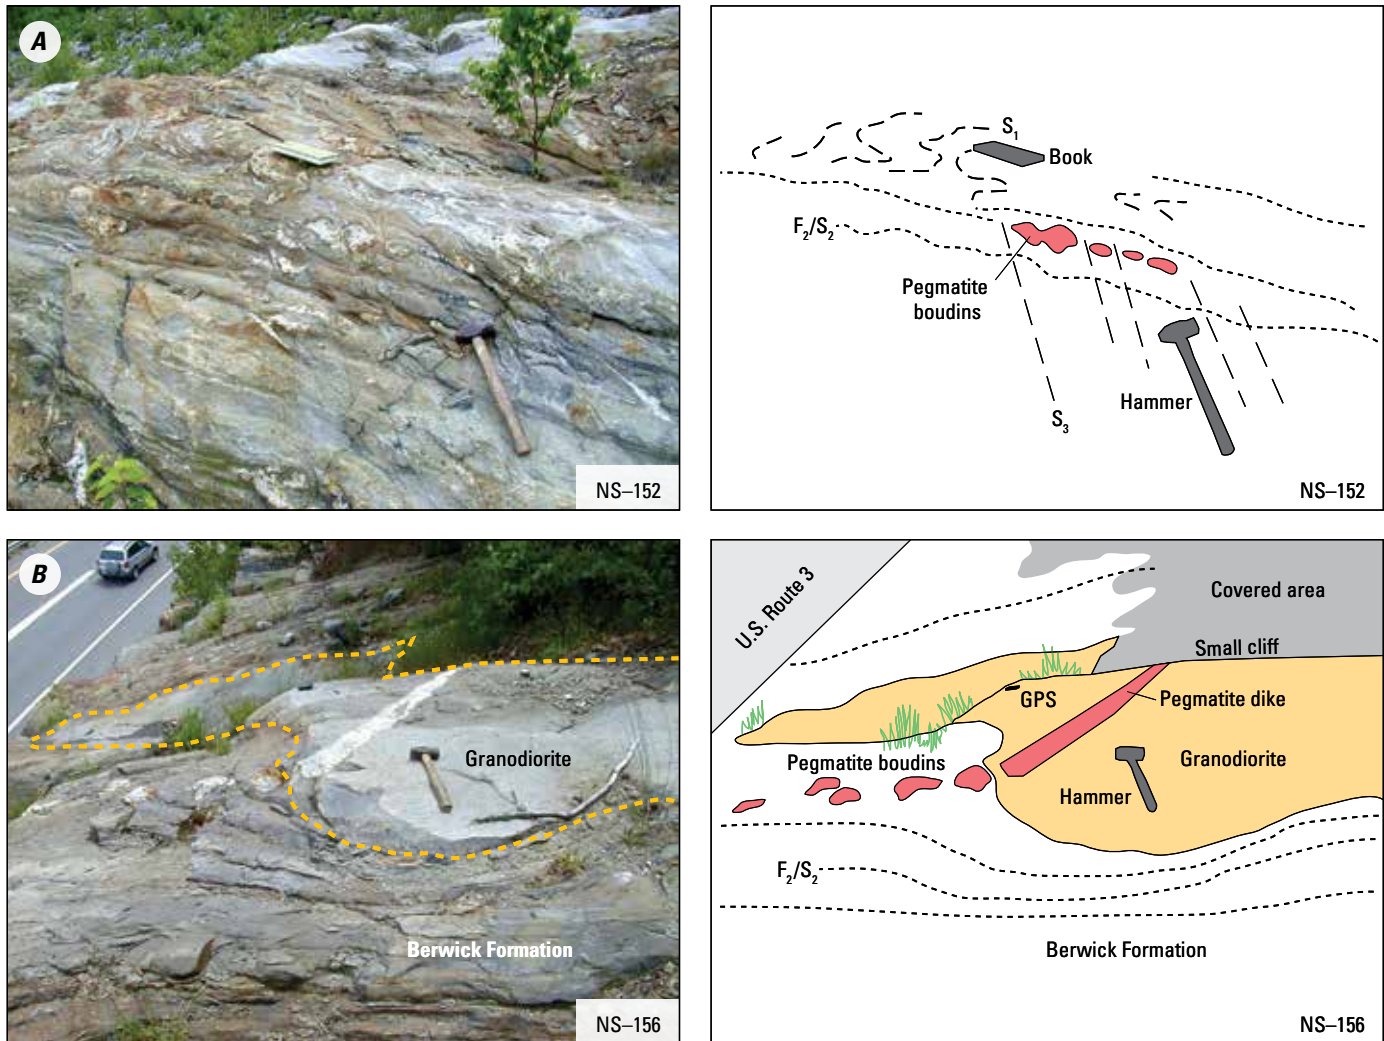 A
NS–152
S1
Book
F2/S2
Pegmatite
boudins
Hammer
S3
NS–152
B
Granodiorite
Berwick Formation
NS–156
U.S. Route 3
Covered area
Small cliff
GPS
Pegmatite dike
Pegmatite boudins
Granodiorite
Hammer
F2/S2
Berwick Formation
NS–156